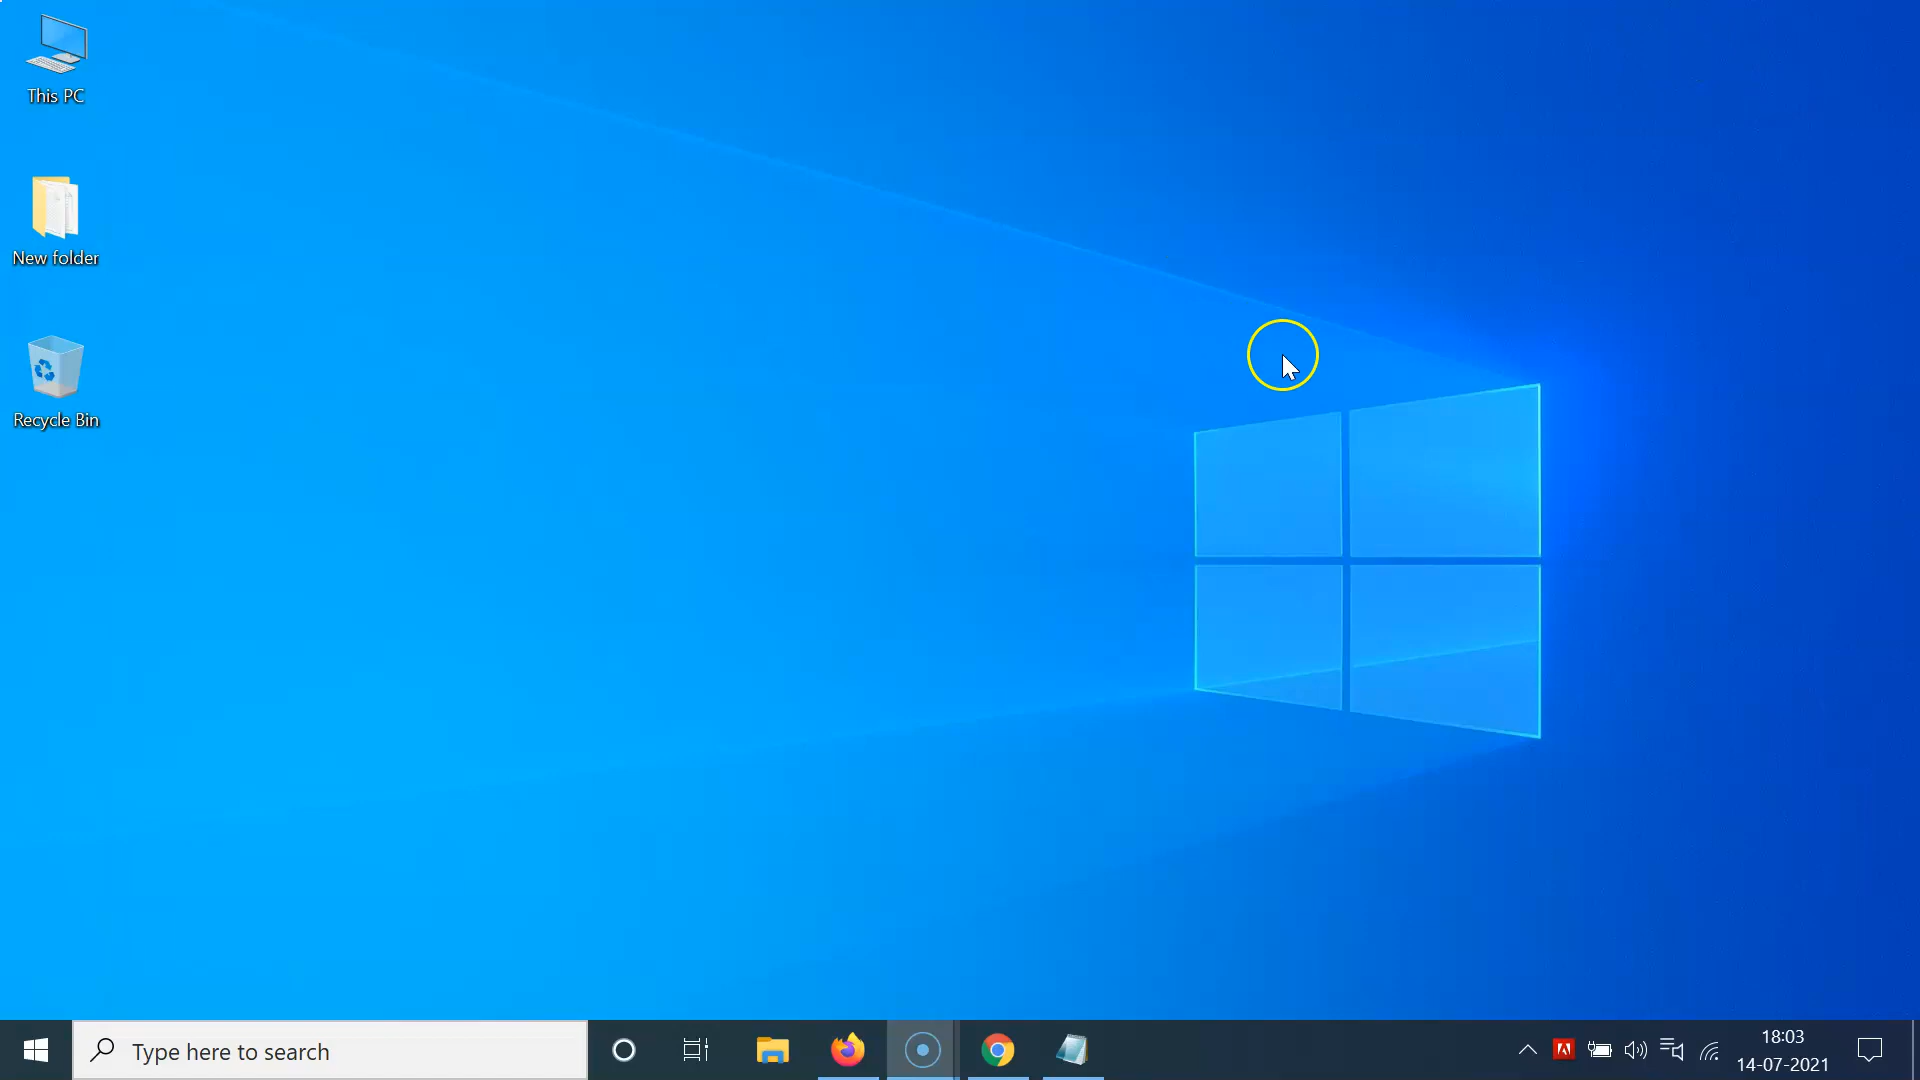 This PC
New folder
Recycle Bin
Type here to search
18:03
14-07-2021